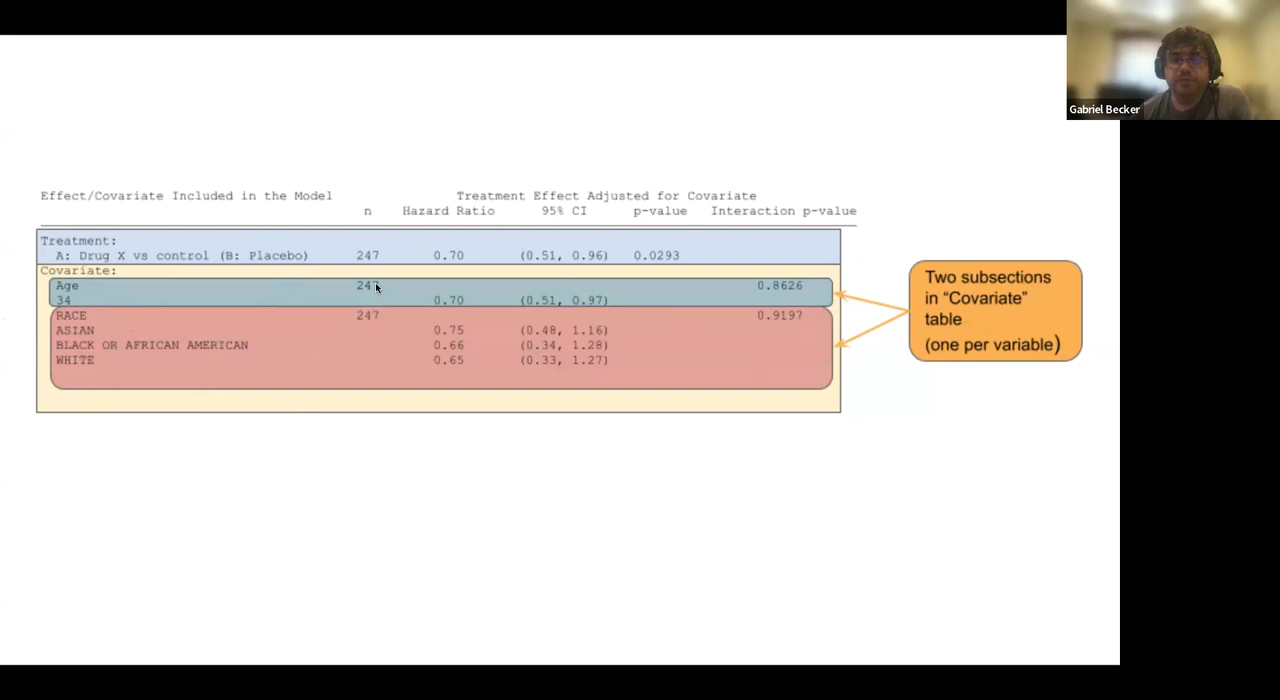 Gabriel Becker
Effect/Covariate Included in the Model Treatment Effect Adjusted for Covariate
n Hazard Ratio 95% CI p-value Interaction p-value
Treatment:
A: Drug X vs control (B: Placebo) 247 0.70 (0.51, 0.96) 0.0293
Covariate:
Age 247 0.8626
34 0.70 (0.51, 0.97)
RACE 247 0.9197
ASIAN 0.75 (0.48, 1.16)
BLACK OR AFRICAN AMERICAN 0.66 (0.34, 1.28)
WHITE 0.65 (0.33, 1.27)
Two subsections
in “Covariate”
table
(one per variable)